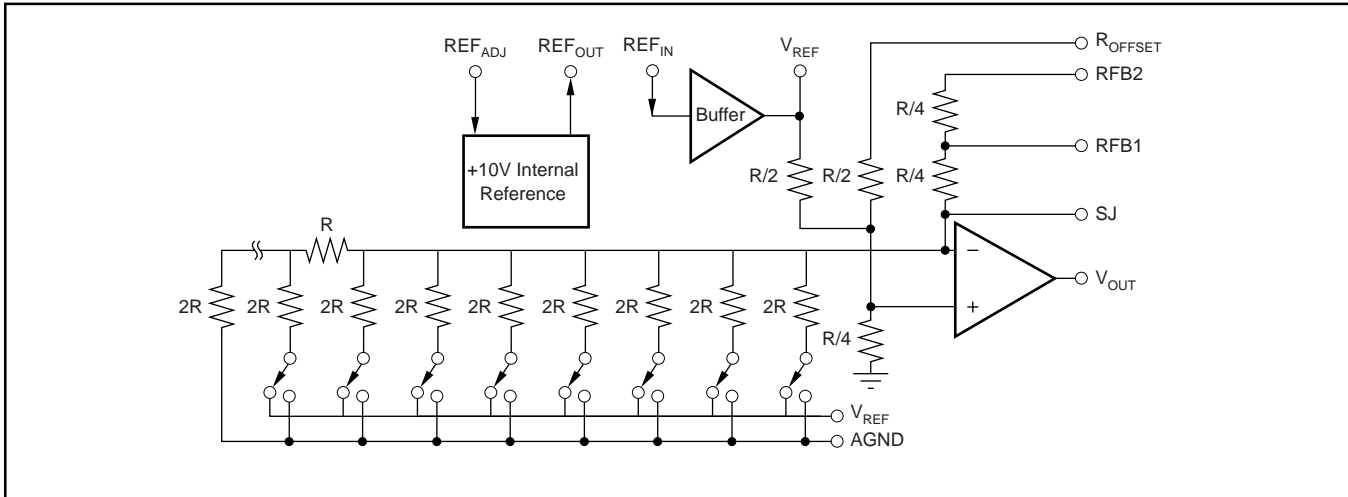 REF_ADJ REF_OUT REF_IN V_REF
R_OFFSET
RFB2
R/4
Buffer
RFB1
+10V Internal
Reference
R/2 R/2 R/4
SJ
R
−
V_OUT
2R 2R 2R 2R 2R 2R 2R 2R 2R
+
R/4
V_REF
AGND